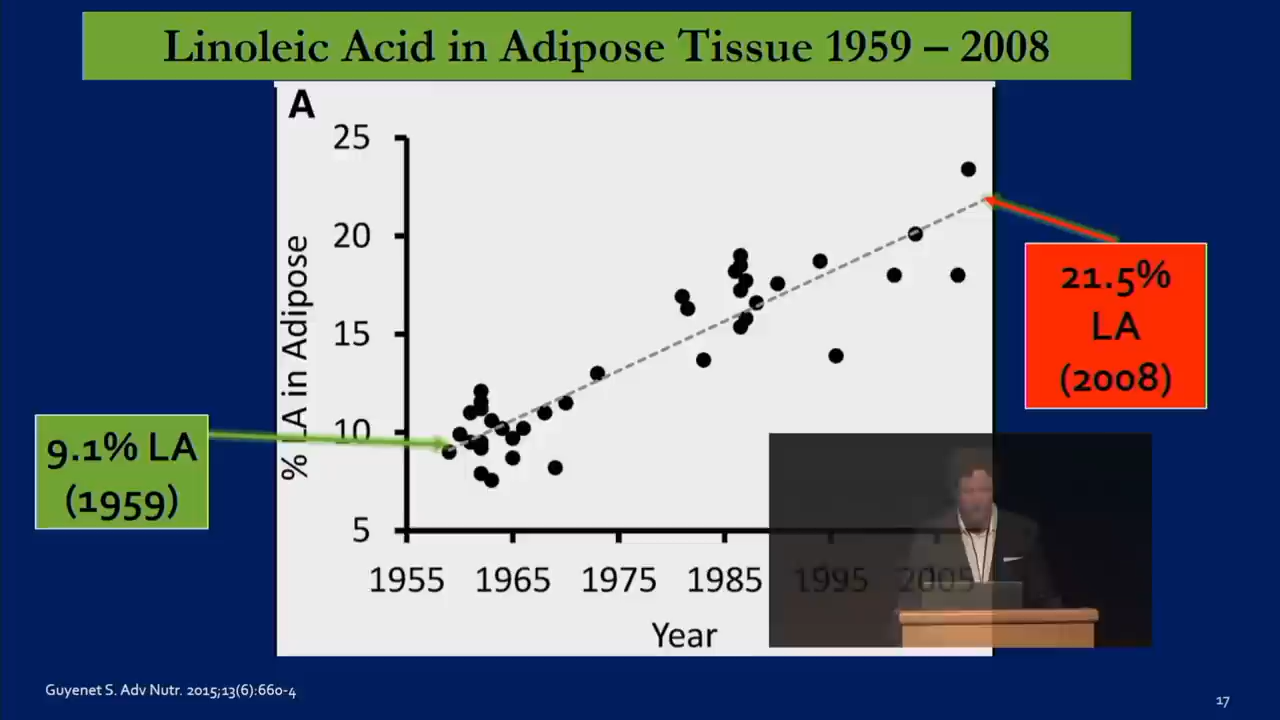 Linoleic Acid in Adipose Tissue 1959 – 2008
A
25
20
15
10
5
% LA in Adipose
1955 1965 1975 1985 1995 2005
Year
9.1% LA
(1959)
21.5%
LA
(2008)
Guyenet S. Adv Nutr. 2015;13(6):660-4
17